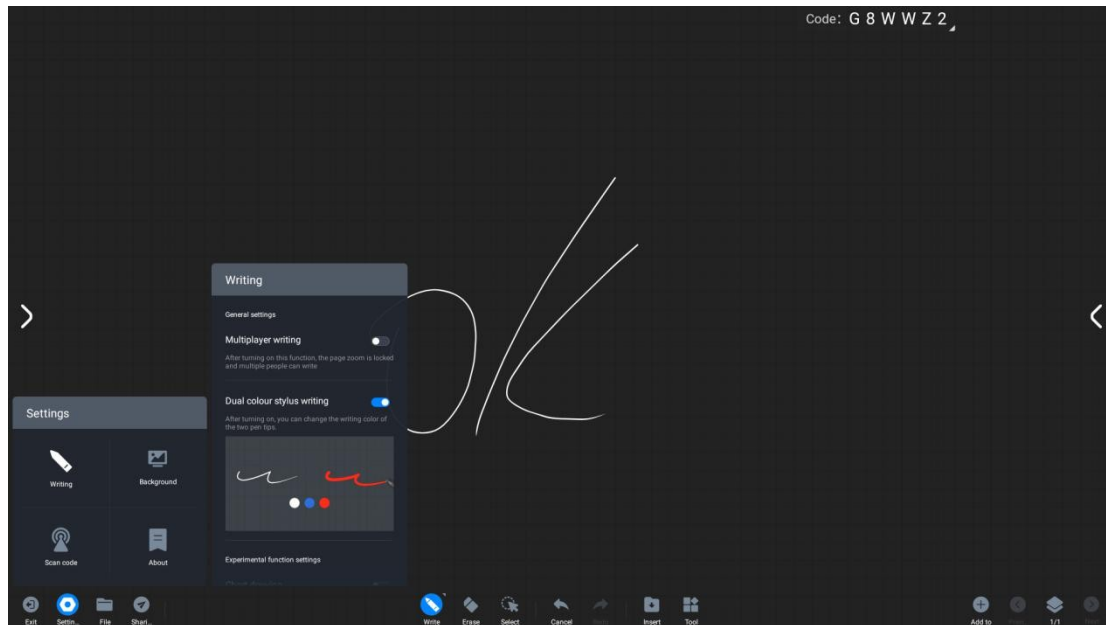 Code: G 8 W W Z 2
OK
Writing
General settings
Multiplayer writing
After turning on this function, the page zoom is locked
and multiple people can write
Dual colour stylus writing
After turning on, you can change the writing color of
the two pen tips.
Experimental function settings
Settings
Writing
Background
Scan code
About
Exit
Settin...
File
Shari...
Write
Erase
Select
Cancel
Insert
Tool
Add to
1/1